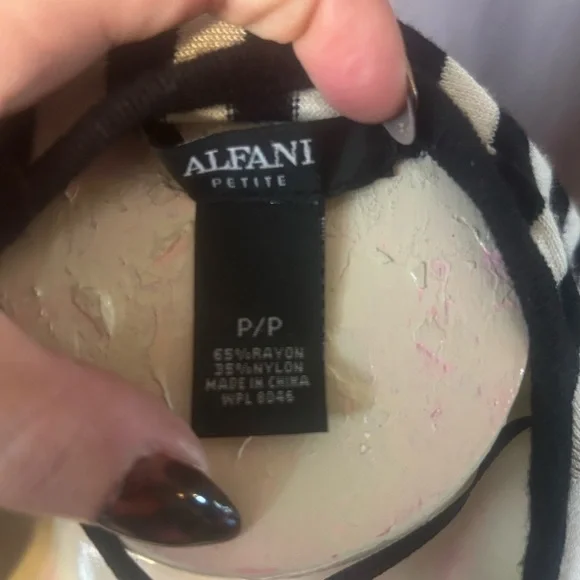 ALFANI
PETITE
P/P
65%RAYON
35%NYLON
MADE IN CHINA
WPL 8046